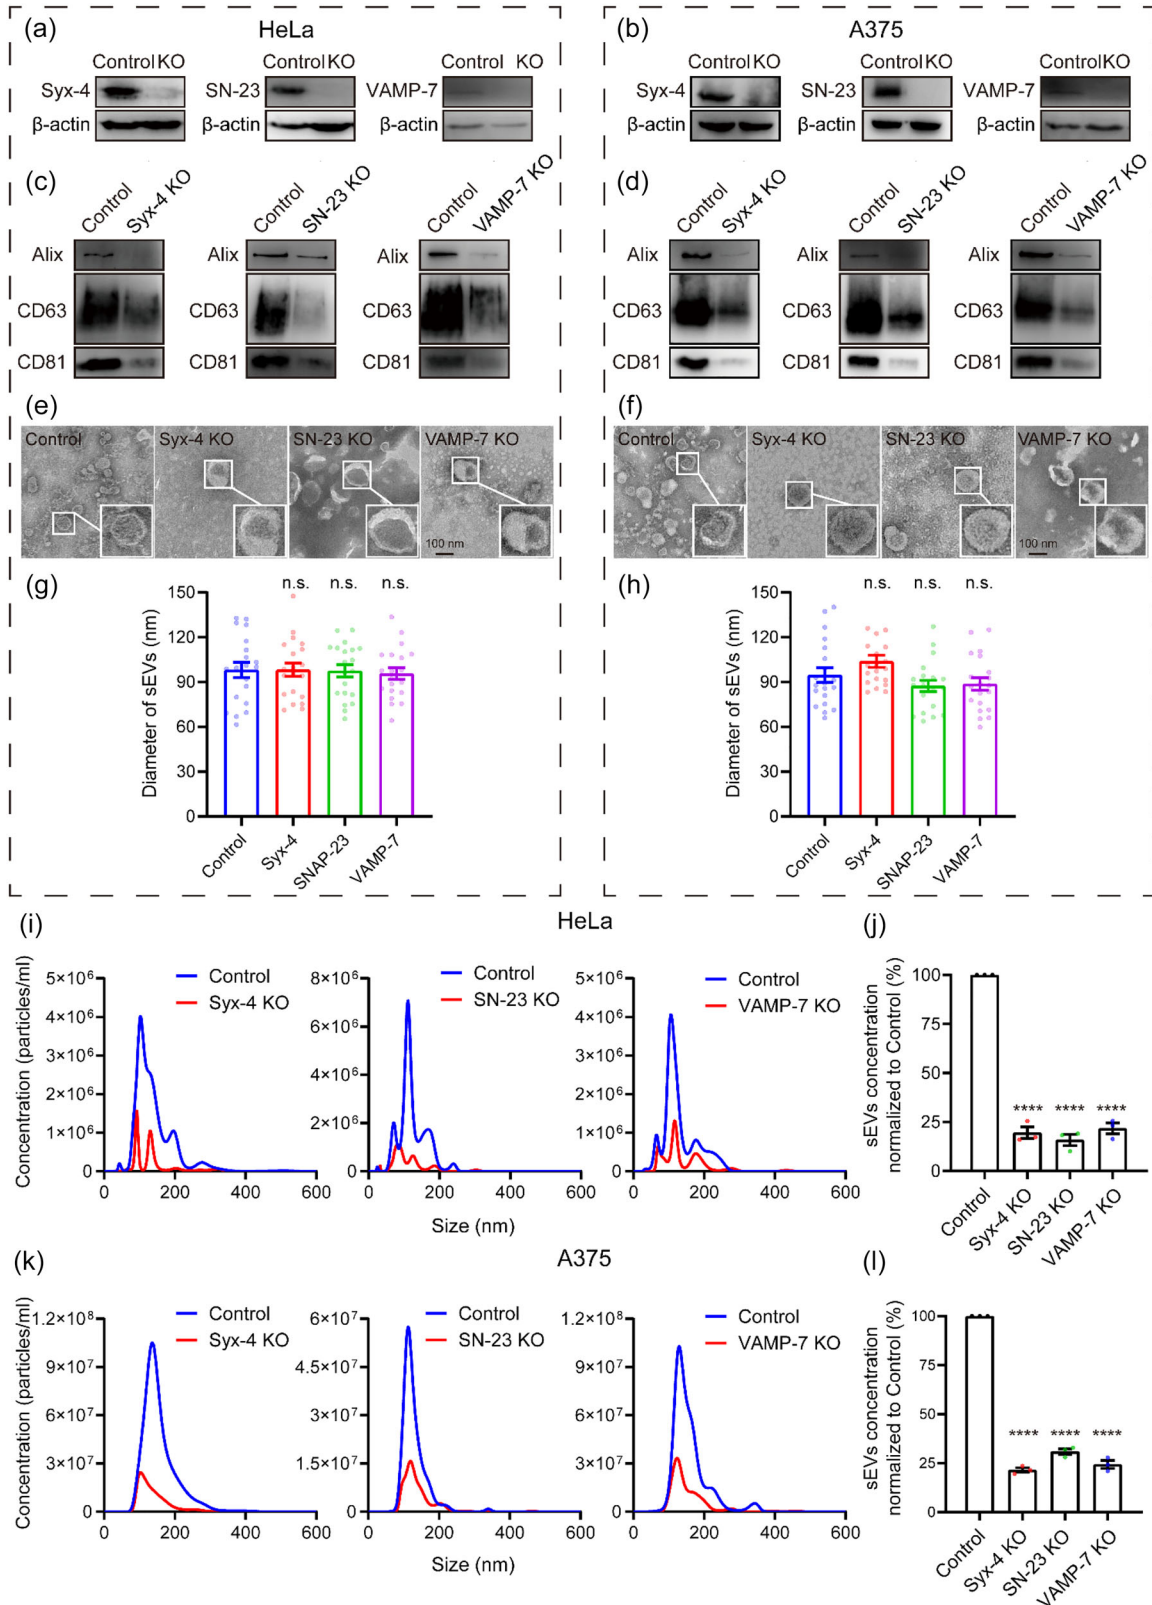 (a) HeLa
Control KO Control KO Control KO
Syx-4 SN-23 VAMP-7
β-actin β-actin β-actin
(b) A375
Control KO Control KO Control KO
Syx-4 SN-23 VAMP-7
β-actin β-actin β-actin
(c)
Control Syx-4 KO Control SN-23 KO Control VAMP-7 KO
Alix Alix Alix
CD63 CD63 CD63
CD81 CD81 CD81
(d)
Control Syx-4 KO Control SN-23 KO Control VAMP-7 KO
Alix Alix Alix
CD63 CD63 CD63
CD81 CD81 CD81
(e)
Control Syx-4 KO SN-23 KO VAMP-7 KO
100 nm
(f)
Control Syx-4 KO SN-23 KO VAMP-7 KO
100 nm
(g)
n.s. n.s. n.s.
Diameter of sEVs (nm)
150
120
90
60
30
0
Control Syx-4 SNAP-23 VAMP-7
(h)
n.s. n.s. n.s.
Diameter of sEVs (nm)
150
120
90
60
30
0
Control Syx-4 SNAP-23 VAMP-7
(i) HeLa
Concentration (particles/ml)
Control
Syx-4 KO
5×10⁶
4×10⁶
3×10⁶
2×10⁶
1×10⁶
0
0 200 400 600
Control
SN-23 KO
8×10⁶
6×10⁶
4×10⁶
2×10⁶
0
0 200 400 600
Control
VAMP-7 KO
5×10⁶
4×10⁶
3×10⁶
2×10⁶
1×10⁶
0
0 200 400 600
Size (nm) Size (nm)
(j)
sEVs concentration
normalized to Control (%)
100
75
50
25
0
**** **** ****
Control Syx-4 KO SN-23 KO VAMP-7 KO
(k) A375
Concentration (particles/ml)
Control
Syx-4 KO
1.2×10⁸
9×10⁷
6×10⁷
3×10⁷
0
0 200 400 600
Control
SN-23 KO
6×10⁷
4.5×10⁷
3×10⁷
1.5×10⁷
0
0 200 400 600
Control
VAMP-7 KO
1.2×10⁸
9×10⁷
6×10⁷
3×10⁷
0
0 200 400 600
Size (nm) Size (nm)
(l)
sEVs concentration
normalized to Control (%)
100
75
50
25
0
**** **** ****
Control Syx-4 KO SN-23 KO VAMP-7 KO